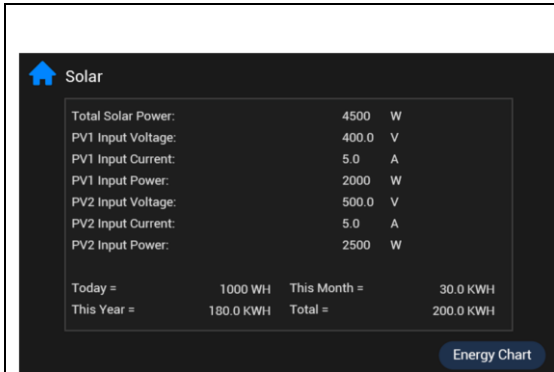 Solar
Total Solar Power: 4500 W
PV1 Input Voltage: 400.0 V
PV1 Input Current: 5.0 A
PV1 Input Power: 2000 W
PV2 Input Voltage: 500.0 V
PV2 Input Current: 5.0 A
PV2 Input Power: 2500 W
Today = 1000 WH This Month = 30.0 KWH
This Year = 180.0 KWH Total = 200.0 KWH
Energy Chart